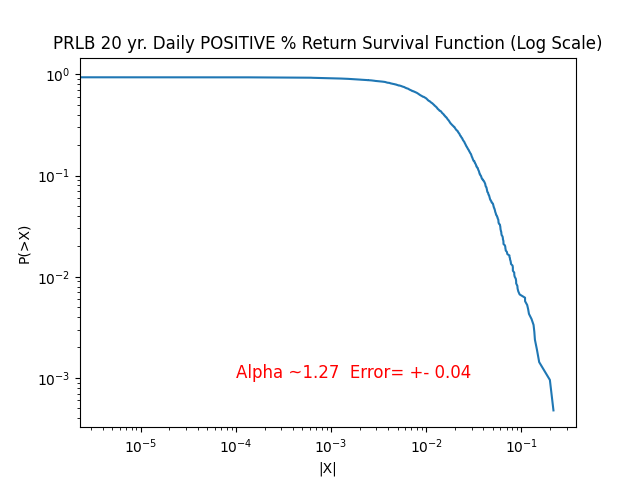 PRLB 20 yr. Daily POSITIVE % Return Survival Function (Log Scale)
10⁰
10⁻¹
10⁻²
10⁻³
P(>X)
Alpha ~1.27  Error= +- 0.04
10⁻⁵ 10⁻⁴ 10⁻³ 10⁻² 10⁻¹
|X|